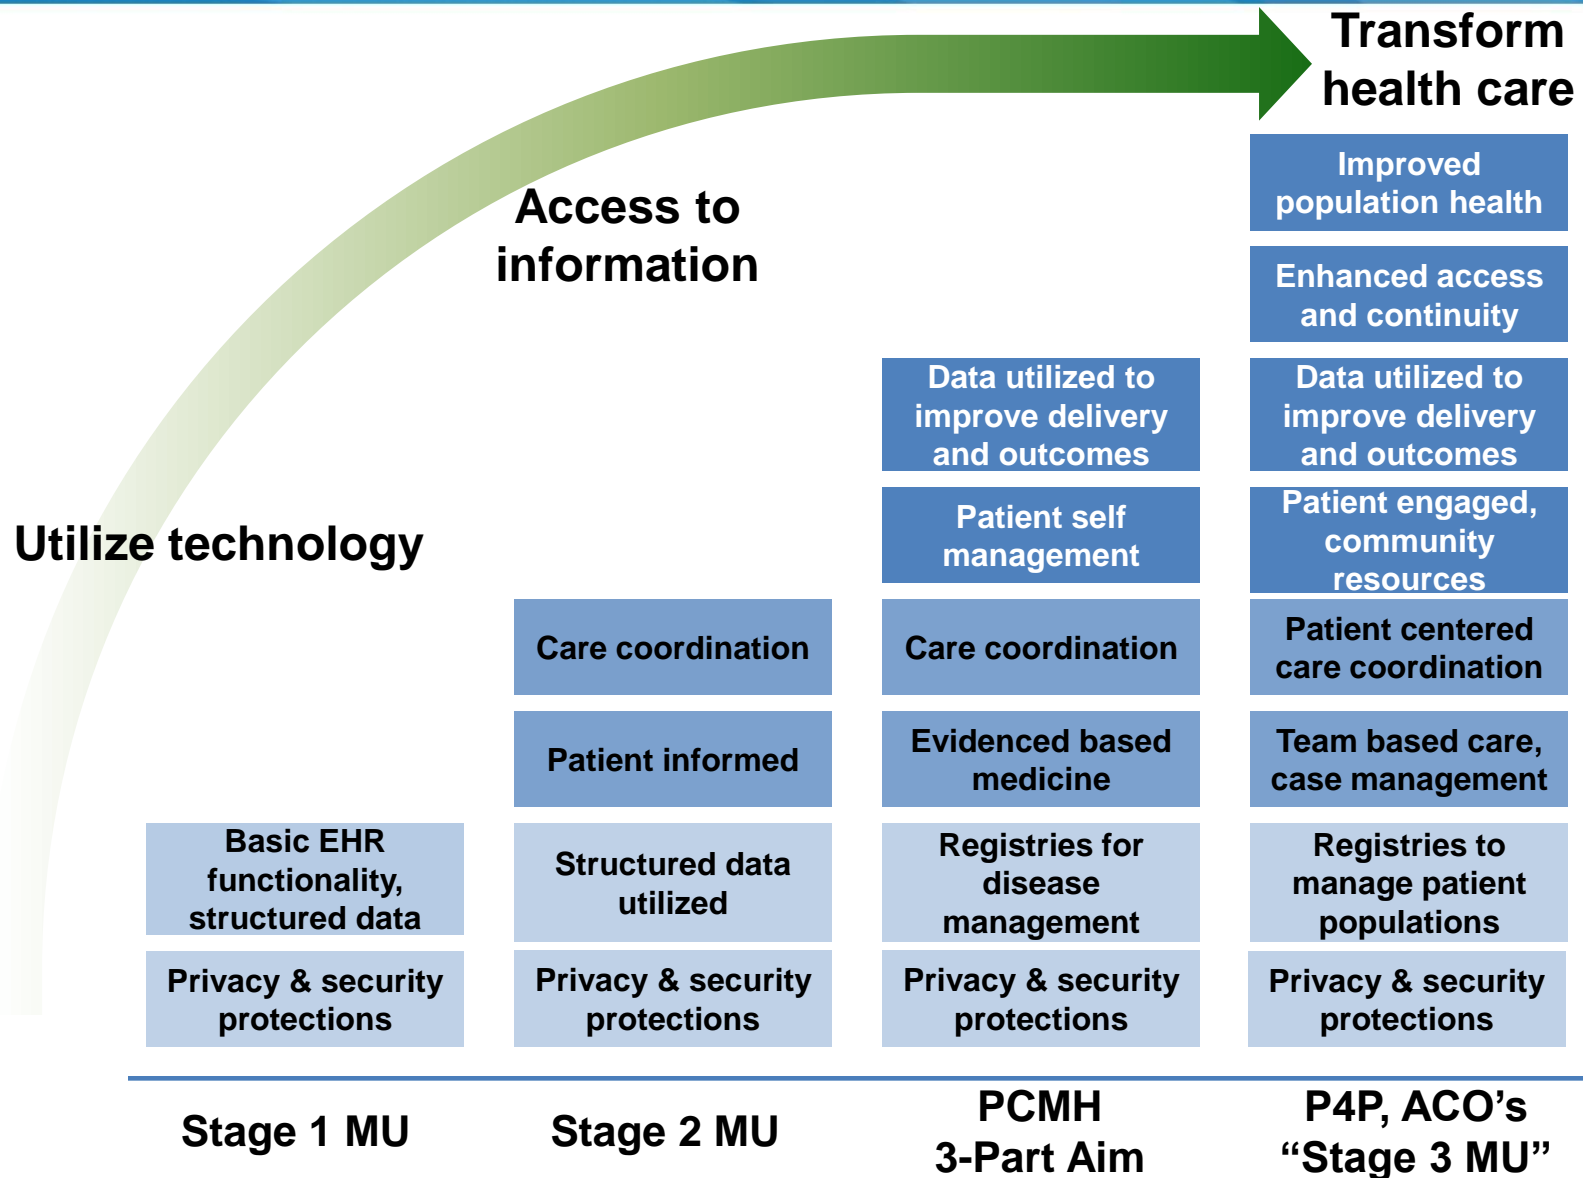 Transform
health care
Access to
information
Utilize technology
Improved
population health
Enhanced access
and continuity
Data utilized to
improve delivery
and outcomes
Data utilized to
improve delivery
and outcomes
Patient self
management
Patient engaged,
community
resources
Care coordination
Care coordination
Patient centered
care coordination
Patient informed
Evidenced based
medicine
Team based care,
case management
Basic EHR
functionality,
structured data
Structured data
utilized
Registries for
disease
management
Registries to
manage patient
populations
Privacy & security
protections
Privacy & security
protections
Privacy & security
protections
Privacy & security
protections
Stage 1 MU
Stage 2 MU
PCMH
3-Part Aim
P4P, ACO’s
“Stage 3 MU”